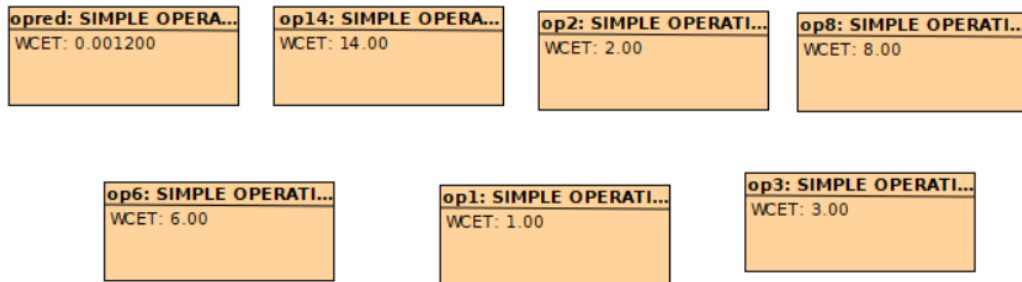 opred: SIMPLE OPERA...
WCET: 0.001200
op14: SIMPLE OPERA...
WCET: 14.00
op2: SIMPLE OPERATI...
WCET: 2.00
op8: SIMPLE OPERATI...
WCET: 8.00
op6: SIMPLE OPERATI...
WCET: 6.00
op1: SIMPLE OPERATI...
WCET: 1.00
op3: SIMPLE OPERATI...
WCET: 3.00